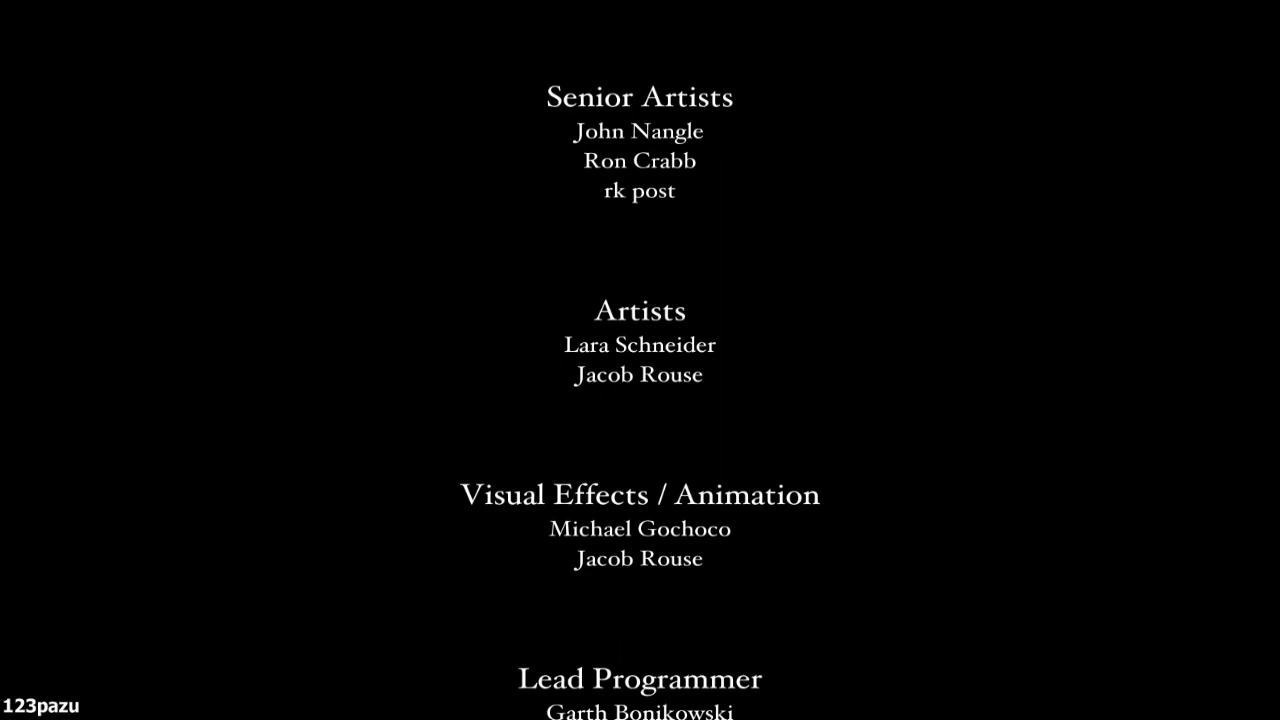 Senior Artists
John Nangle
Ron Crabb
rk post
Artists
Lara Schneider
Jacob Rouse
Visual Effects / Animation
Michael Gochoco
Jacob Rouse
Lead Programmer
Garth Bonikowski
123pazu